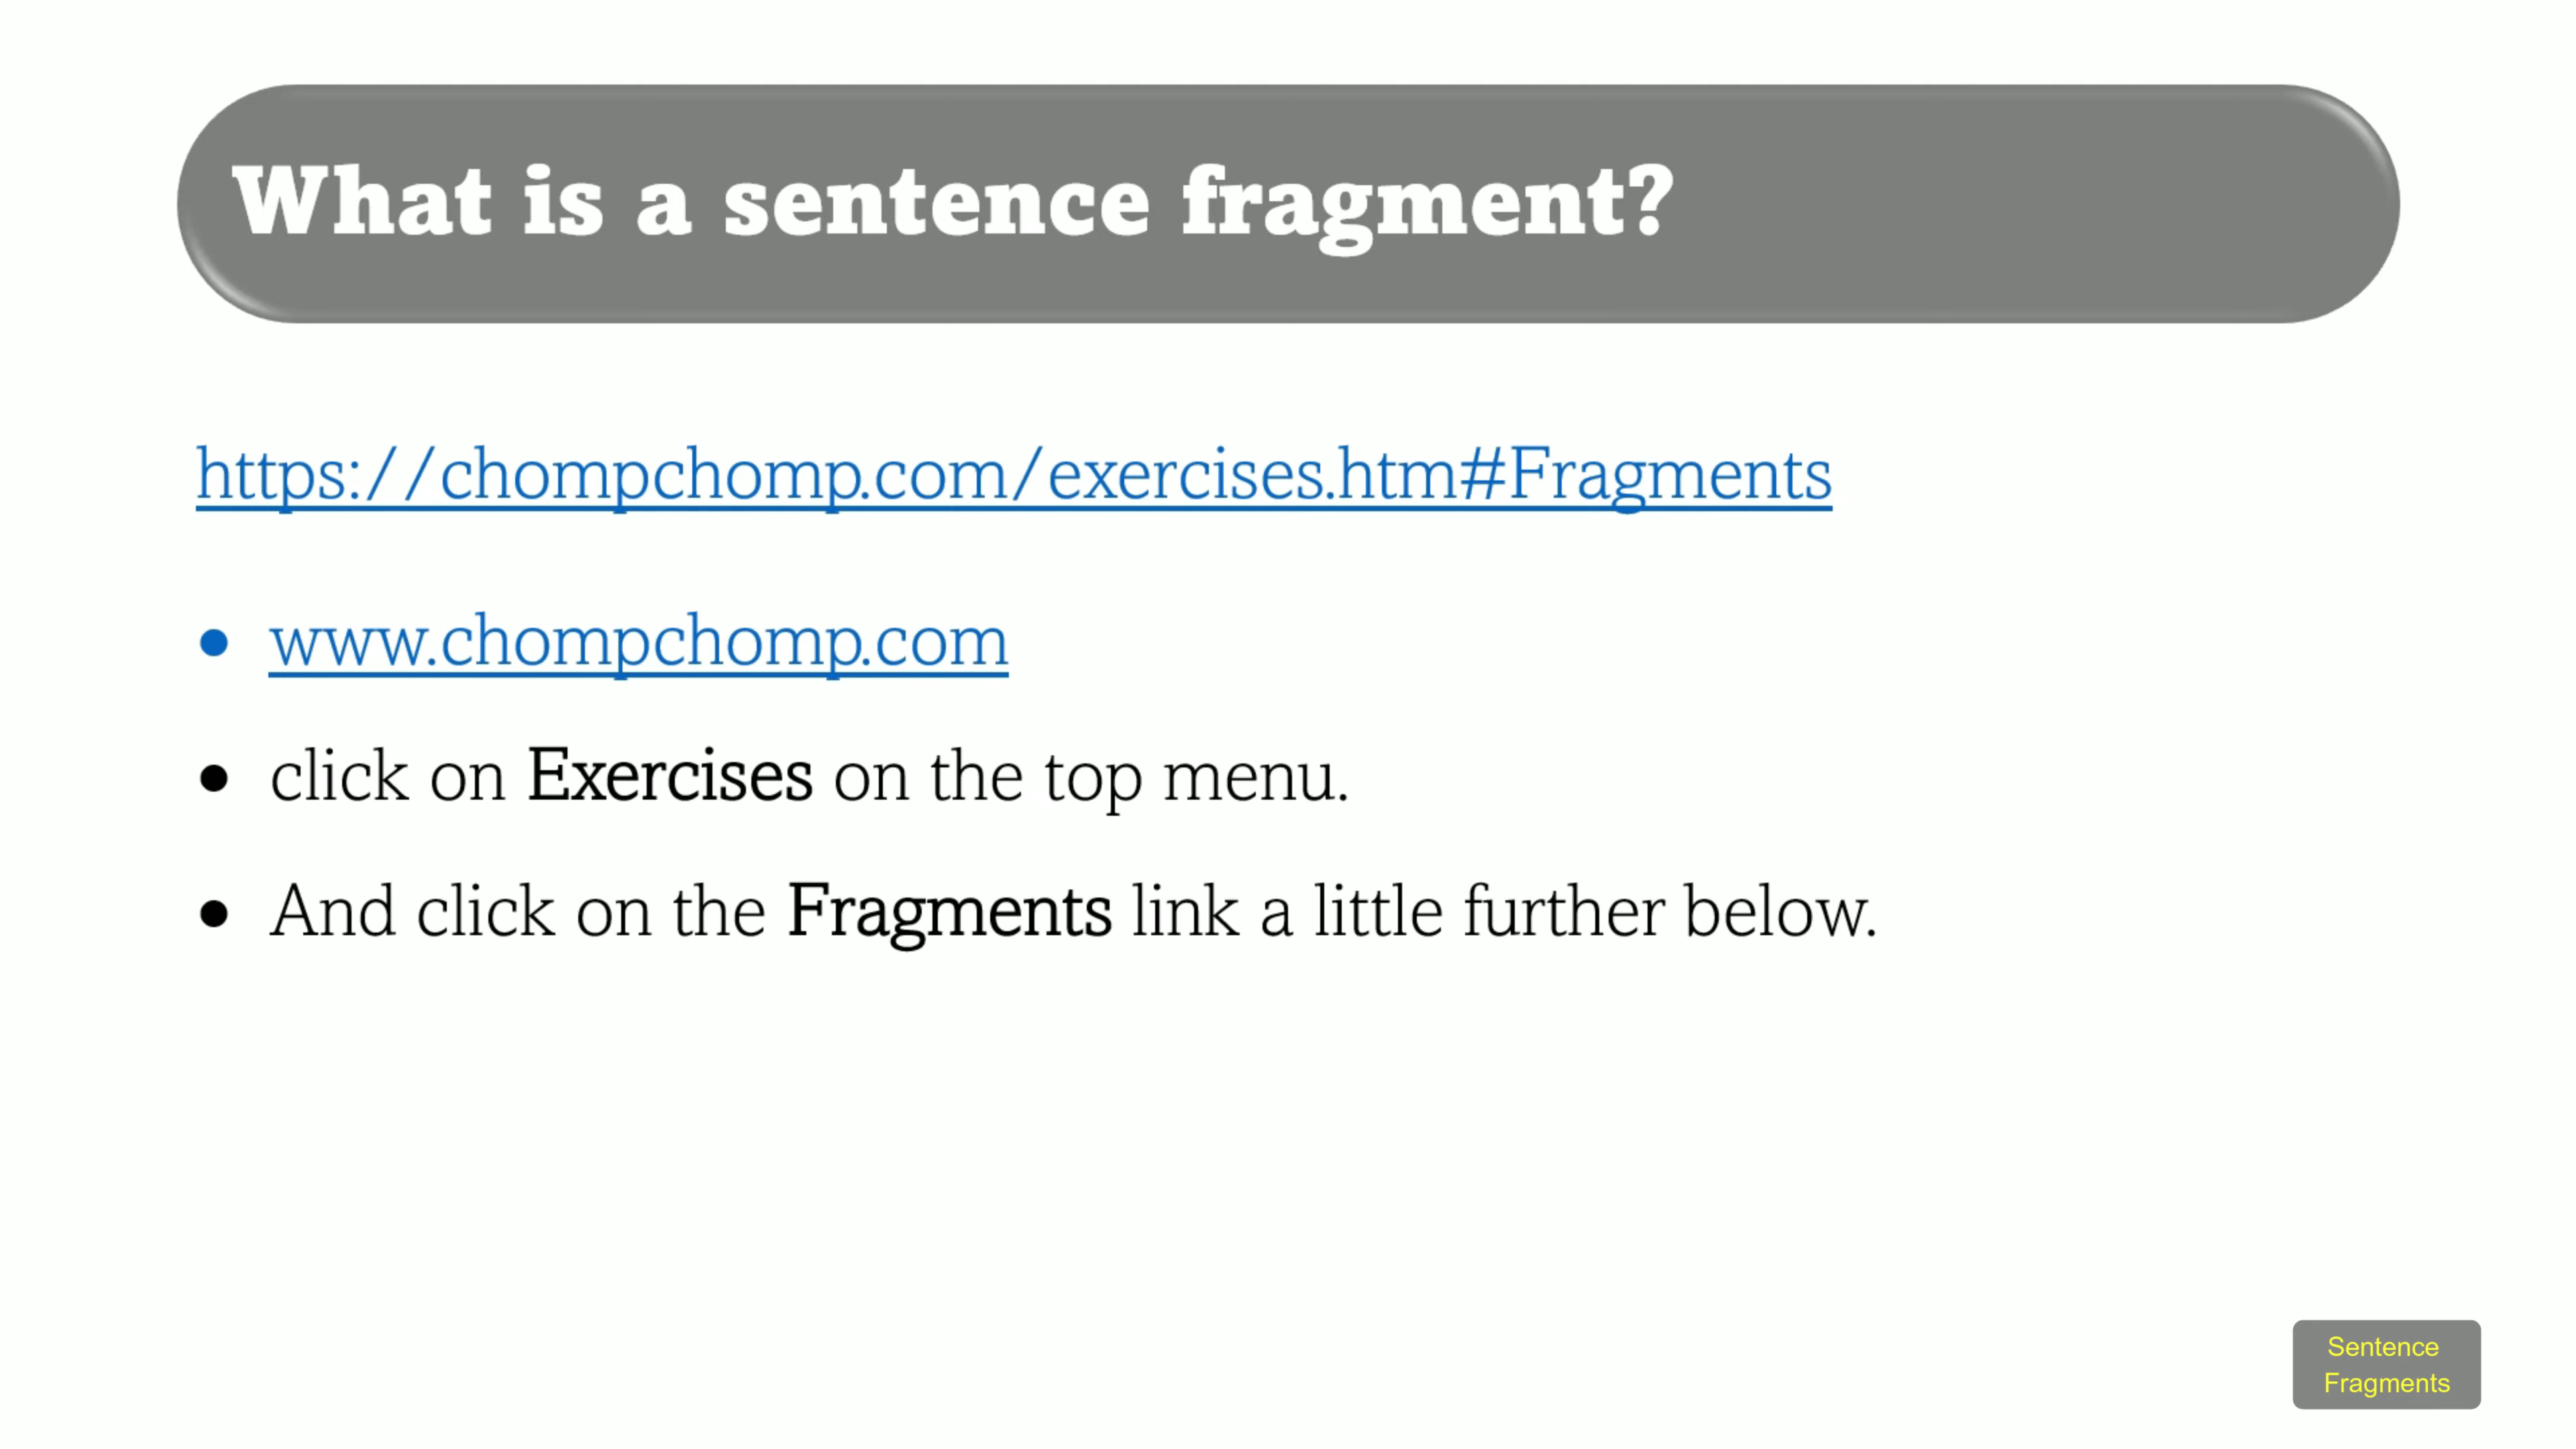 What is a sentence fragment?
https://chompchomp.com/exercises.htm#Fragments
• www.chompchomp.com
• click on Exercises on the top menu.
• And click on the Fragments link a little further below.
Sentence
Fragments